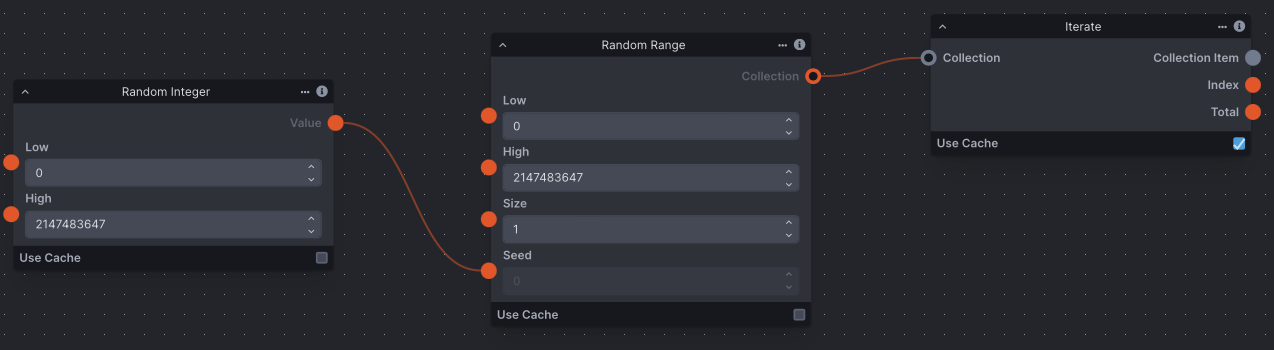 Random Integer
Value
Low
0
High
2147483647
Use Cache
Random Range
Collection
Low
0
High
2147483647
Size
1
Seed
0
Use Cache
Iterate
Collection
Collection Item
Index
Total
Use Cache